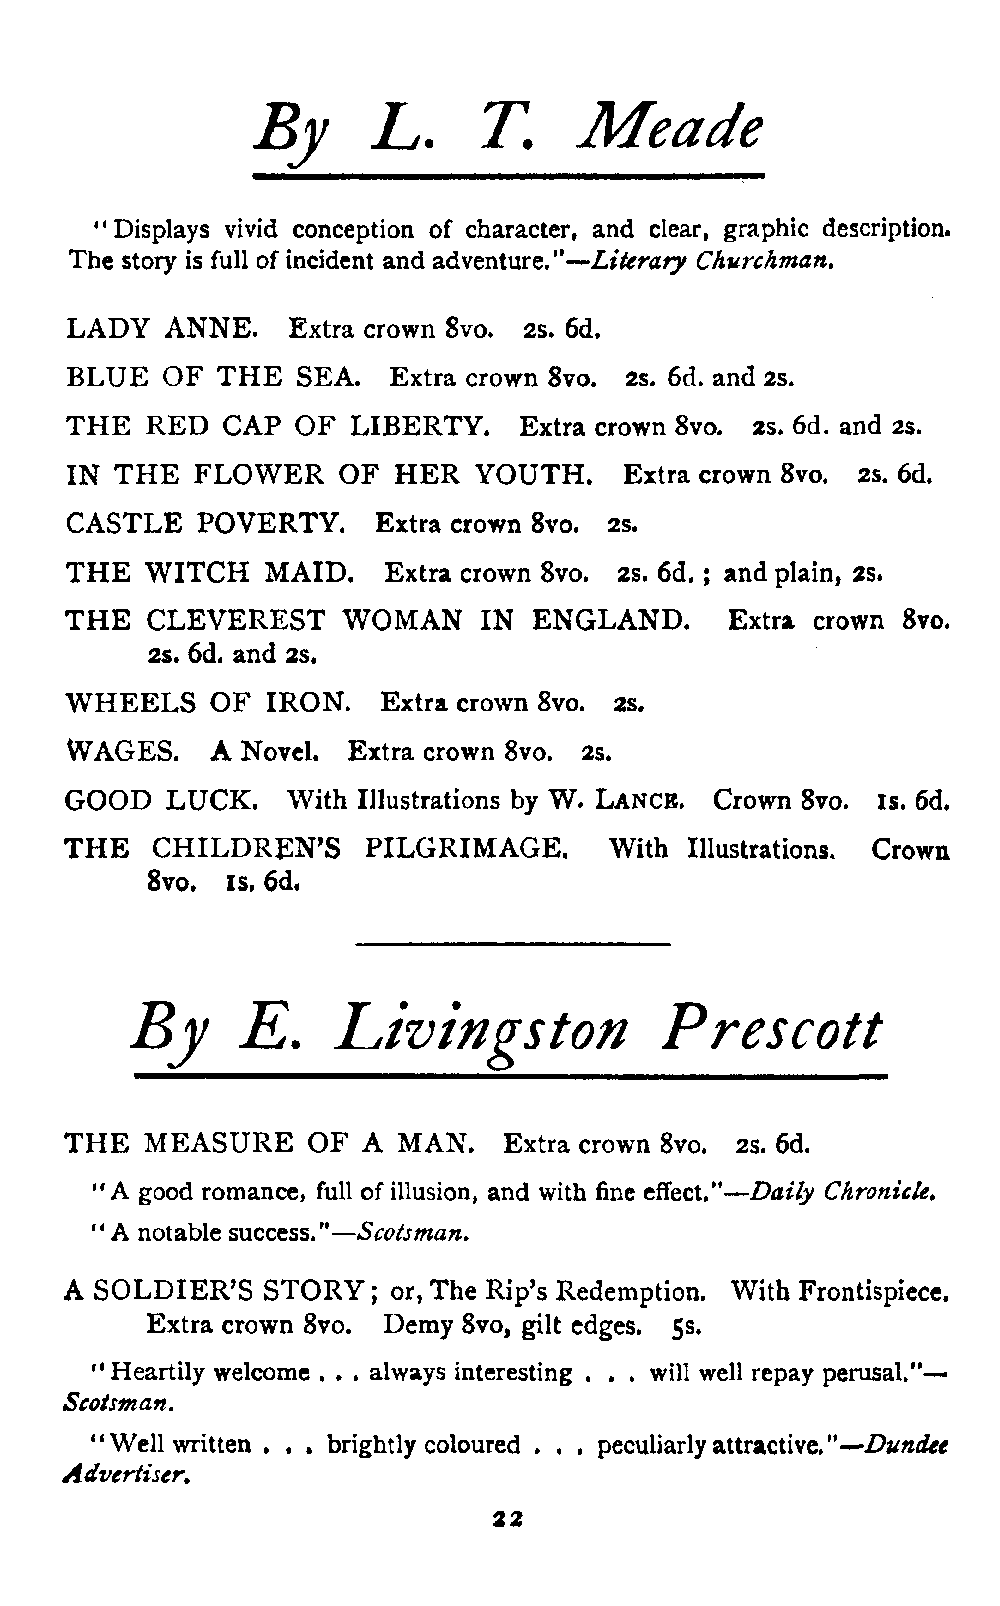 By L. T. Meade
"Displays vivid conception of character, and clear, graphic description.
The story is full of incident and adventure."—Literary Churchman.
LADY ANNE. Extra crown 8vo. 2s. 6d.
BLUE OF THE SEA. Extra crown 8vo. 2s. 6d. and 2s.
THE RED CAP OF LIBERTY. Extra crown 8vo. 2s. 6d. and 2s.
IN THE FLOWER OF HER YOUTH. Extra crown 8vo. 2s. 6d.
CASTLE POVERTY. Extra crown 8vo. 2s.
THE WITCH MAID. Extra crown 8vo. 2s. 6d.; and plain, 2s.
THE CLEVEREST WOMAN IN ENGLAND. Extra crown 8vo.
2s. 6d. and 2s.
WHEELS OF IRON. Extra crown 8vo. 2s.
WAGES. A Novel. Extra crown 8vo. 2s.
GOOD LUCK. With Illustrations by W. LANCE. Crown 8vo. 1s. 6d.
THE CHILDREN'S PILGRIMAGE. With Illustrations. Crown
8vo. 1s. 6d.
By E. Livingston Prescott
THE MEASURE OF A MAN. Extra crown 8vo. 2s. 6d.
"A good romance, full of illusion, and with fine effect."—Daily Chronicle.
"A notable success."—Scotsman.
A SOLDIER'S STORY; or, The Rip's Redemption. With Frontispiece.
Extra crown 8vo. Demy 8vo, gilt edges. 5s.
"Heartily welcome . . . always interesting . . . will well repay perusal."—
Scotsman.
"Well written . . . brightly coloured . . . peculiarly attractive."—Dundee
Advertiser.
22